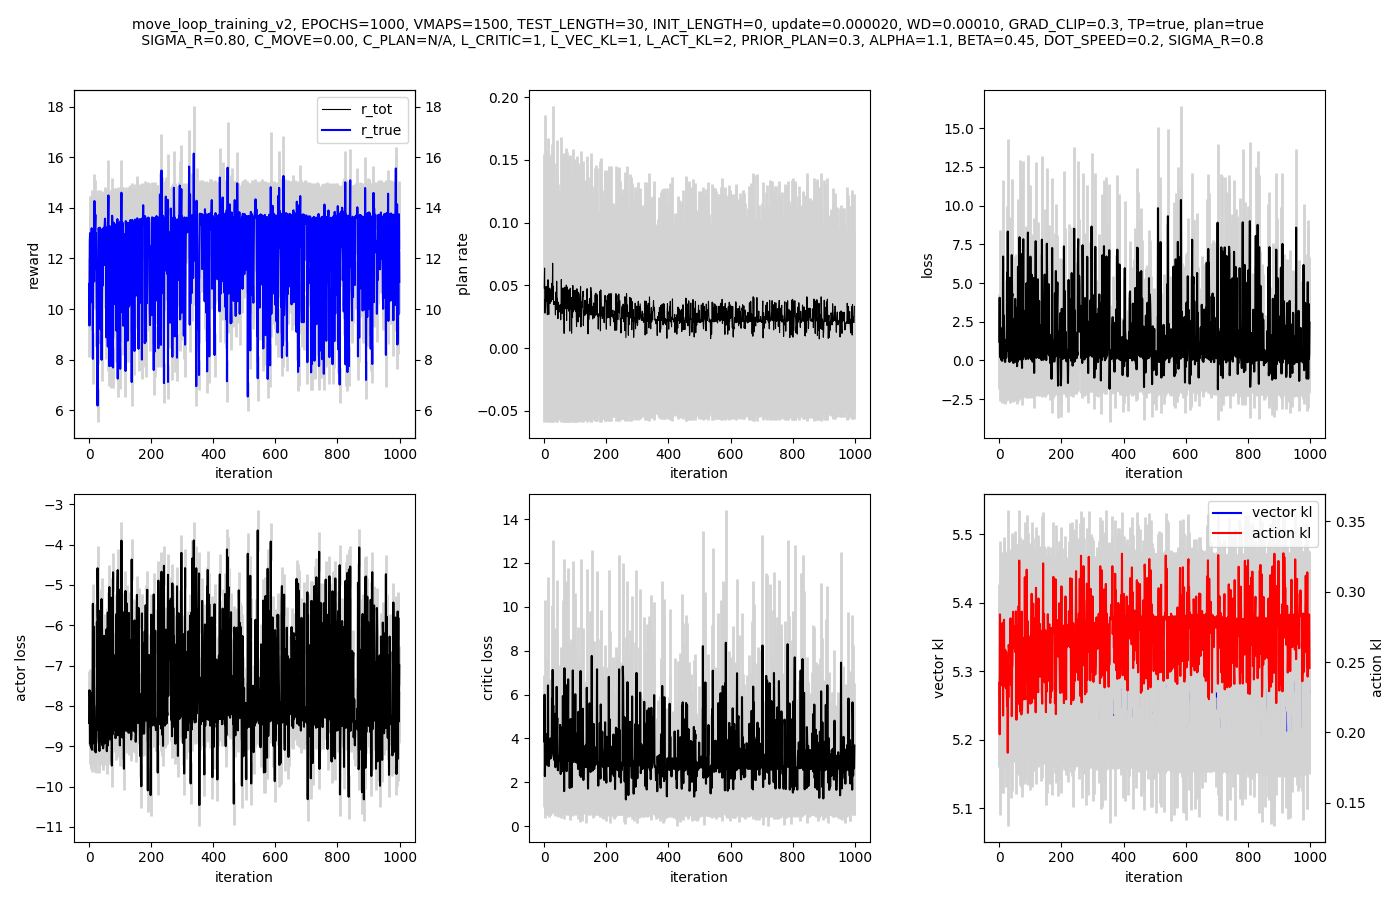 move_loop_training_v2, EPOCHS=1000, VMAPS=1500, TEST_LENGTH=30, INIT_LENGTH=0, update=0.000020, WD=0.00010, GRAD_CLIP=0.3, TP=true, plan=true
SIGMA_R=0.80, C_MOVE=0.00, C_PLAN=N/A, L_CRITIC=1, L_VEC_KL=1, L_ACT_KL=2, PRIOR_PLAN=0.3, ALPHA=1.1, BETA=0.45, DOT_SPEED=0.2, SIGMA_R=0.8
reward
18
16
14
12
10
8
6
18
16
14
12
10
8
6
r_tot
r_true
0 200 400 600 800 1000
iteration
plan rate
0.20
0.15
0.10
0.05
0.00
−0.05
0 200 400 600 800 1000
iteration
loss
15.0
12.5
10.0
7.5
5.0
2.5
0.0
−2.5
0 200 400 600 800 1000
iteration
actor loss
−3
−4
−5
−6
−7
−8
−9
−10
−11
0 200 400 600 800 1000
iteration
critic loss
14
12
10
8
6
4
2
0
0 200 400 600 800 1000
iteration
vector kl
5.5
5.4
5.3
5.2
5.1
vector kl
action kl
0.35
0.30
0.25
0.20
0.15
action kl
0 200 400 600 800 1000
iteration